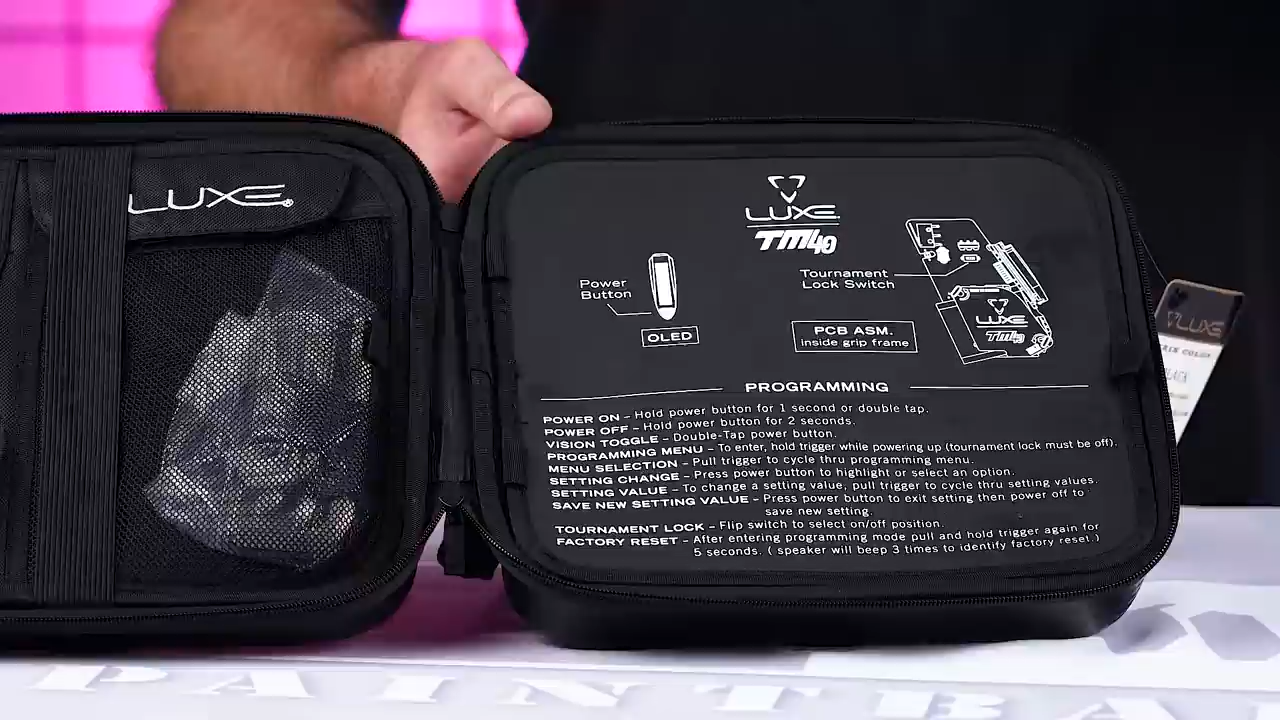 LUXE®
LUXE
TM40
Power
Button
OLED
Tournament
Lock Switch
PCB ASM.
inside grip frame
LUXE
TM40
PROGRAMMING
POWER ON – Hold power button for 1 second or double tap.
POWER OFF – Hold power button for 2 seconds.
VISION TOGGLE – Double-Tap power button.
PROGRAMMING MENU – To enter, hold trigger while powering up (tournament lock must be off).
MENU SELECTION – Pull trigger to cycle thru programming menu.
SETTING CHANGE – Press power button to highlight or select an option.
SETTING VALUE – To change a setting value, pull trigger to cycle thru setting values.
SAVE NEW SETTING VALUE – Press power button to exit setting then power off to
save new setting.
TOURNAMENT LOCK – Flip switch to select on/off position.
FACTORY RESET – After entering programming mode pull and hold trigger again for
5 seconds. ( speaker will beep 3 times to identify factory reset.)
LUXE
COLOR
PAINTBA